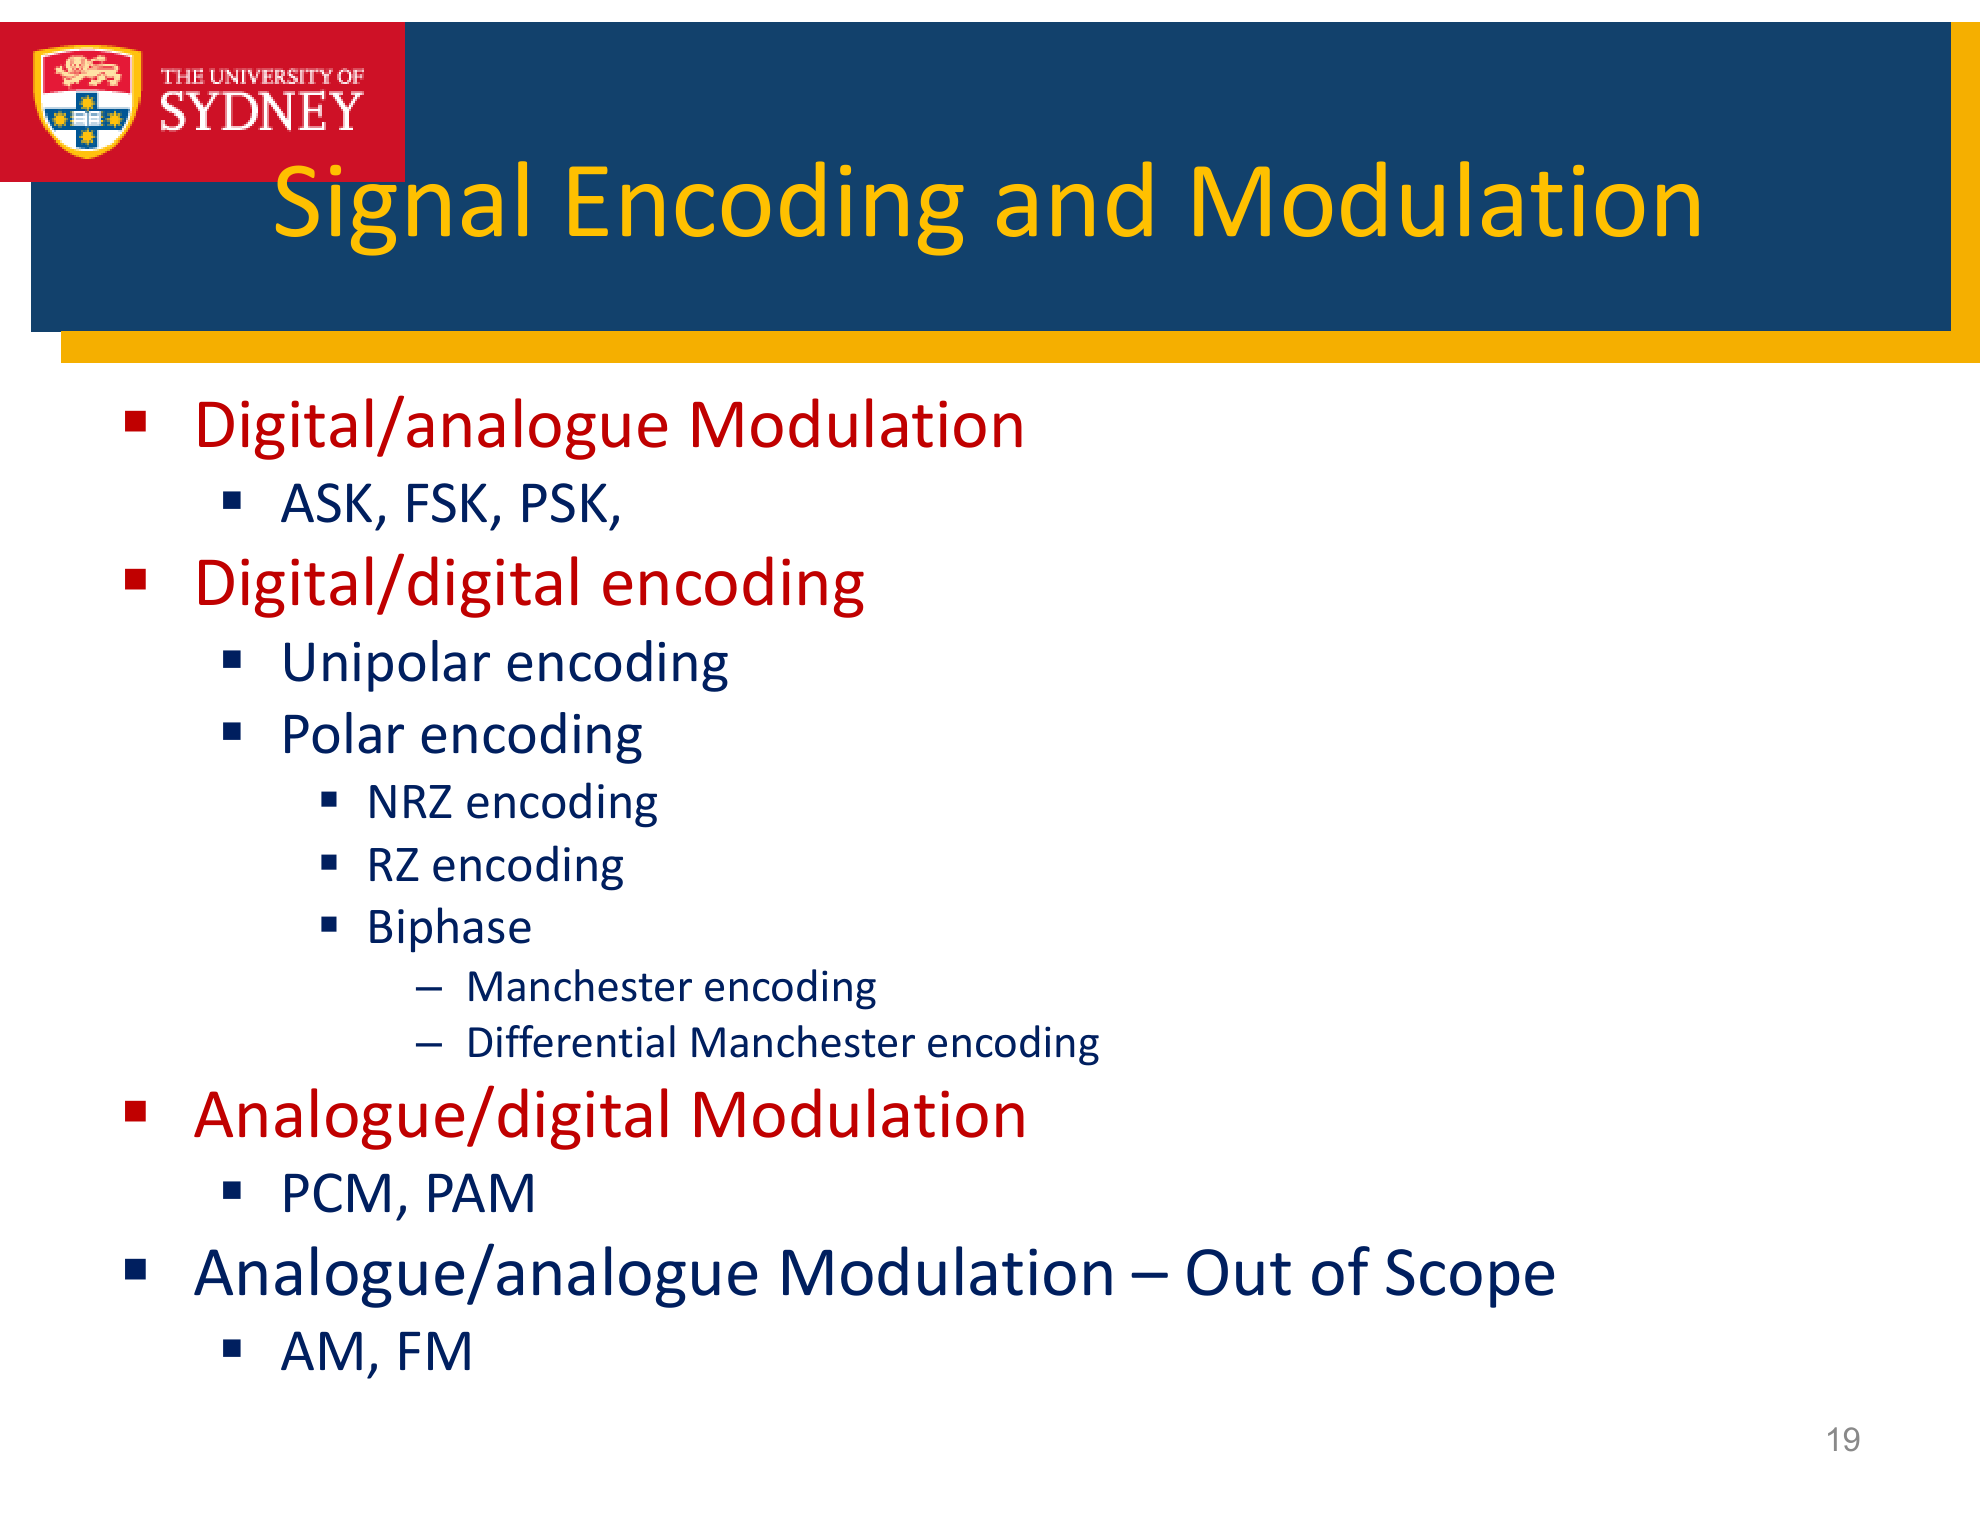 THE UNIVERSITY OF
SYDNEY
Signal Encoding and Modulation
▪ Digital/analogue Modulation
▪ ASK, FSK, PSK,
▪ Digital/digital encoding
▪ Unipolar encoding
▪ Polar encoding
▪ NRZ encoding
▪ RZ encoding
▪ Biphase
– Manchester encoding
– Differential Manchester encoding
▪ Analogue/digital Modulation
▪ PCM, PAM
▪ Analogue/analogue Modulation – Out of Scope
▪ AM, FM
19